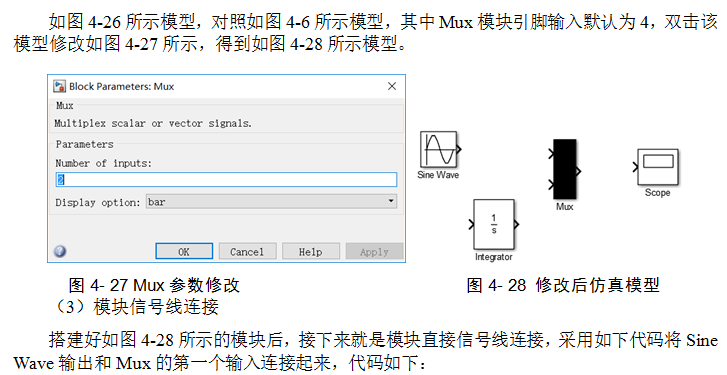 如图 4-26 所示模型，对照如图 4-6 所示模型，其中 Mux 模块引脚输入默认为 4，双击该
模型修改如图 4-27 所示，得到如图 4-28 所示模型。
Block Parameters: Mux
Mux
Multiplex scalar or vector signals.
Parameters
Number of inputs:
2
Display option: bar
OK Cancel Help Apply
Sine Wave
1
s
Integrator
Mux
Scope
图 4- 27 Mux 参数修改
图 4- 28 修改后仿真模型
（3）模块信号线连接
搭建好如图 4-28 所示的模块后，接下来就是模块直接信号线连接，采用如下代码将 Sine
Wave 输出和 Mux 的第一个输入连接起来，代码如下：